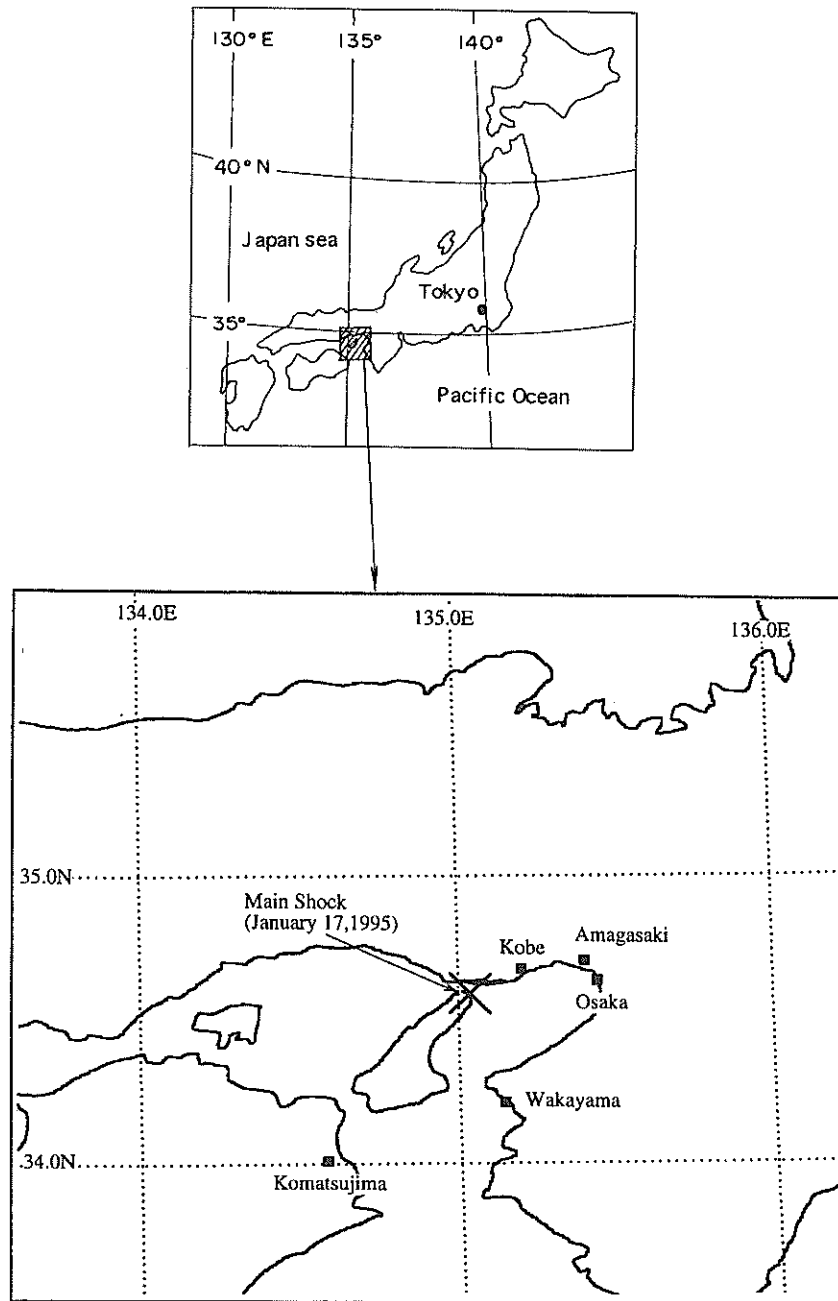 130° E 135° 140°
40° N
Japan sea
Tokyo
35°
Pacific Ocean
134.0E 135.0E 136.0E
35.0N
Main Shock
(January 17,1995)
Kobe
Amagasaki
Osaka
Wakayama
34.0N
Komatsujima